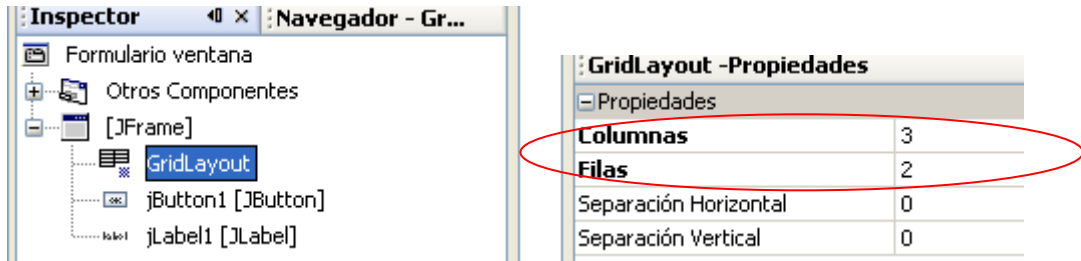 Inspector
Navegador - Gr...
Formulario ventana
Otros Componentes
[JFrame]
GridLayout
jButton1 [JButton]
jLabel1 [JLabel]
GridLayout -Propiedades
Propiedades
Columnas 3
Filas 2
Separación Horizontal 0
Separación Vertical 0